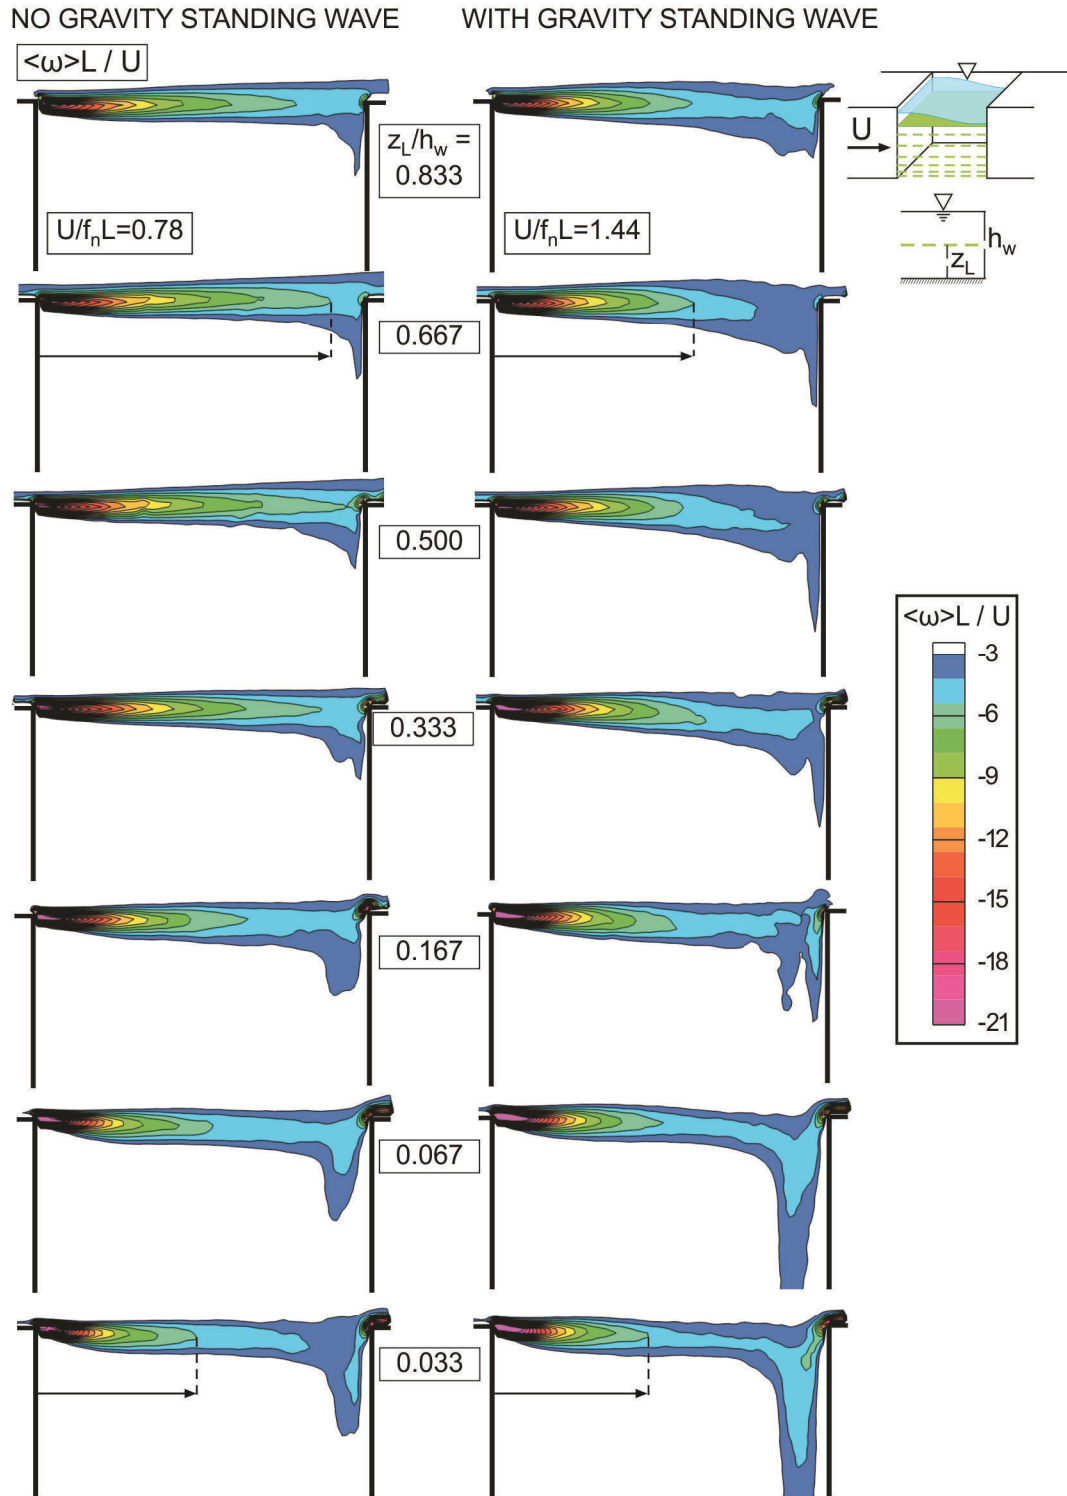 NO GRAVITY STANDING WAVE
WITH GRAVITY STANDING WAVE
<ω>L / U
z_L/h_w =
0.833
U/f_nL=0.78
U/f_nL=1.44
U
h_w
z_L
0.667
0.500
<ω>L / U
-3
-6
-9
-12
-15
-18
-21
0.333
0.167
0.067
0.033